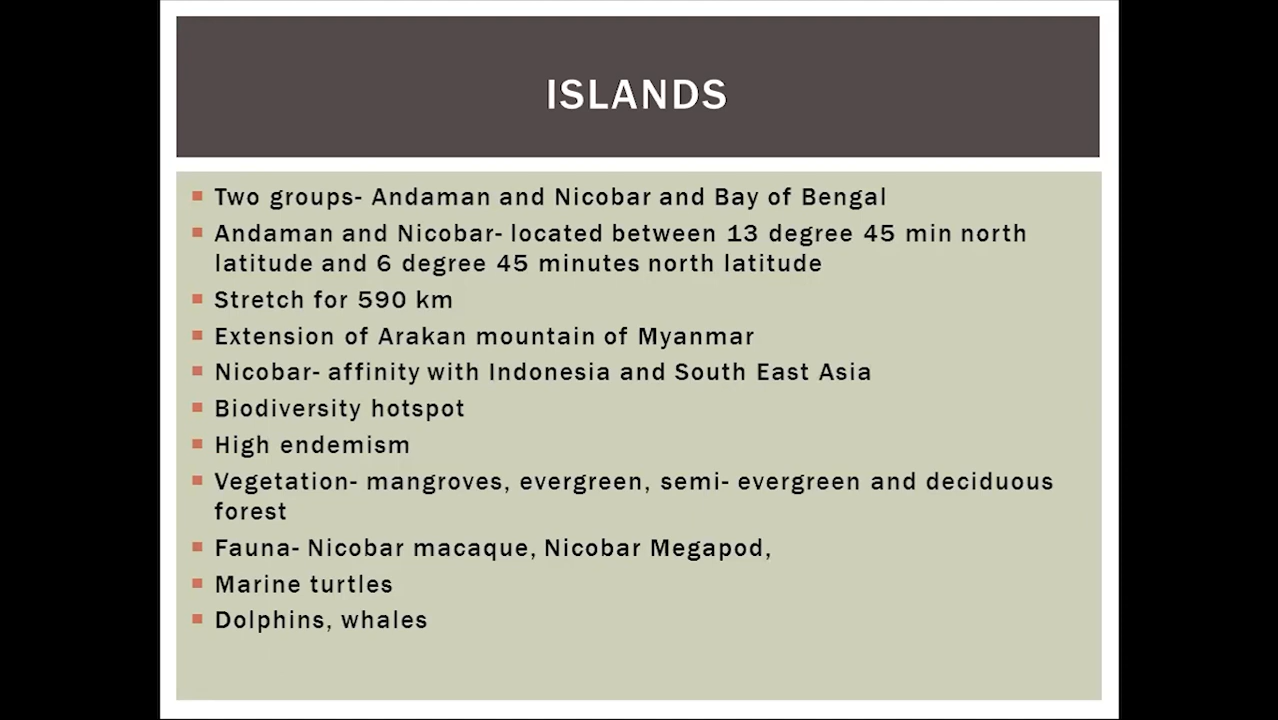 ISLANDS
Two groups- Andaman and Nicobar and Bay of Bengal
Andaman and Nicobar- located between 13 degree 45 min north
latitude and 6 degree 45 minutes north latitude
Stretch for 590 km
Extension of Arakan mountain of Myanmar
Nicobar- affinity with Indonesia and South East Asia
Biodiversity hotspot
High endemism
Vegetation- mangroves, evergreen, semi- evergreen and deciduous
forest
Fauna- Nicobar macaque, Nicobar Megapod,
Marine turtles
Dolphins, whales